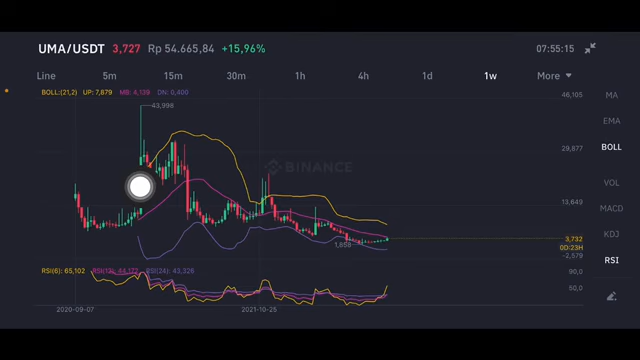 UMA/USDT 3,727 Rp 54.665,84 +15,96% 07:55:15
Line 5m 15m 30m 1h 4h 1d 1w More
BOLL:(21,2) UP: 7,879 MB: 4,139 DN: 0,400
43,998
46,105
29,877
13,649
3,732
0D:23H
-2,579
1,858
BINANCE
RSI(6): 65,102 RSI(12): 44,173 RSI(24): 43,326
90,0
50,0
2020-09-07 2021-10-25
MA
EMA
BOLL
VOL
MACD
KDJ
RSI